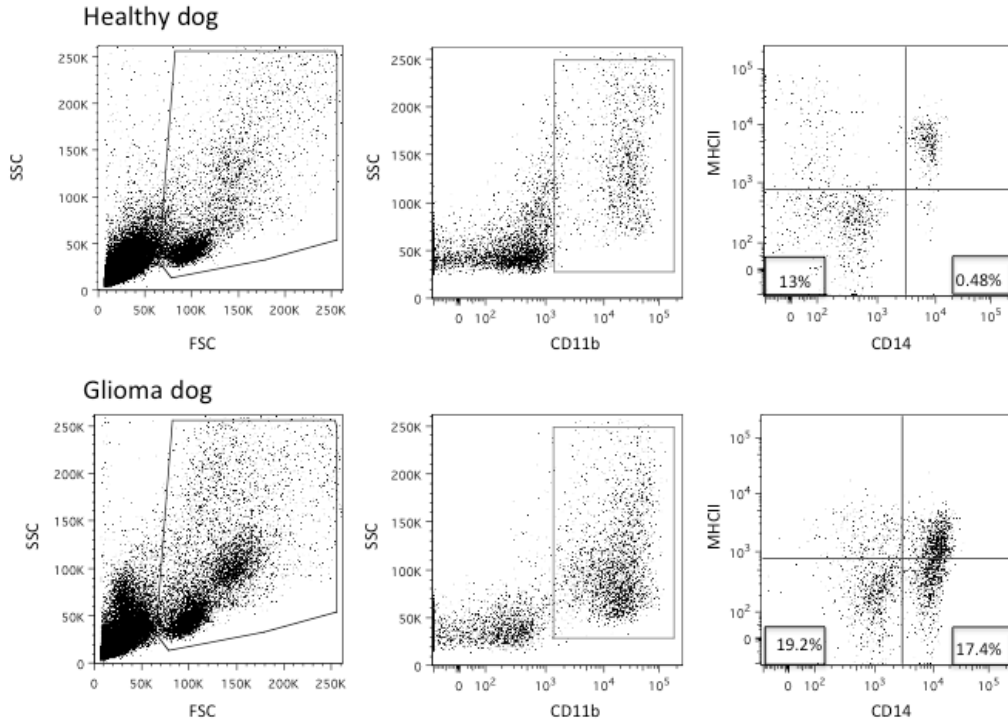 Healthy dog
SSC
250K
200K
150K
100K
50K
0
0 50K 100K 150K 200K 250K
FSC
SSC
250K
200K
150K
100K
50K
0
0 10² 10³ 10⁴ 10⁵
CD11b
MHCII
10⁵
10⁴
10³
10²
0
13%
0.48%
0 10² 10³ 10⁴ 10⁵
CD14
Glioma dog
SSC
250K
200K
150K
100K
50K
0
0 50K 100K 150K 200K 250K
FSC
SSC
250K
200K
150K
100K
50K
0
0 10² 10³ 10⁴ 10⁵
CD11b
MHCII
10⁵
10⁴
10³
10²
0
19.2%
17.4%
0 10² 10³ 10⁴ 10⁵
CD14